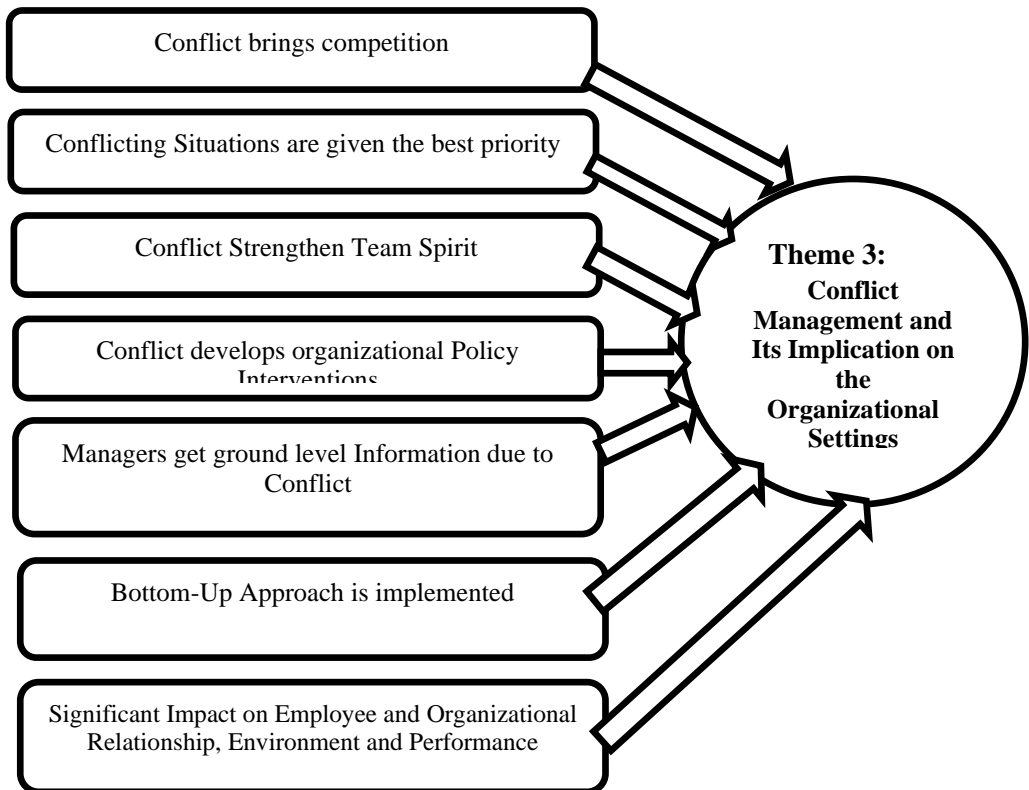 Conflict brings competition
Conflicting Situations are given the best priority
Conflict Strengthen Team Spirit
Conflict develops organizational Policy
Interventions
Managers get ground level Information due to
Conflict
Bottom-Up Approach is implemented
Significant Impact on Employee and Organizational
Relationship, Environment and Performance
Theme 3:
Conflict
Management and
Its Implication on
the
Organizational
Settings